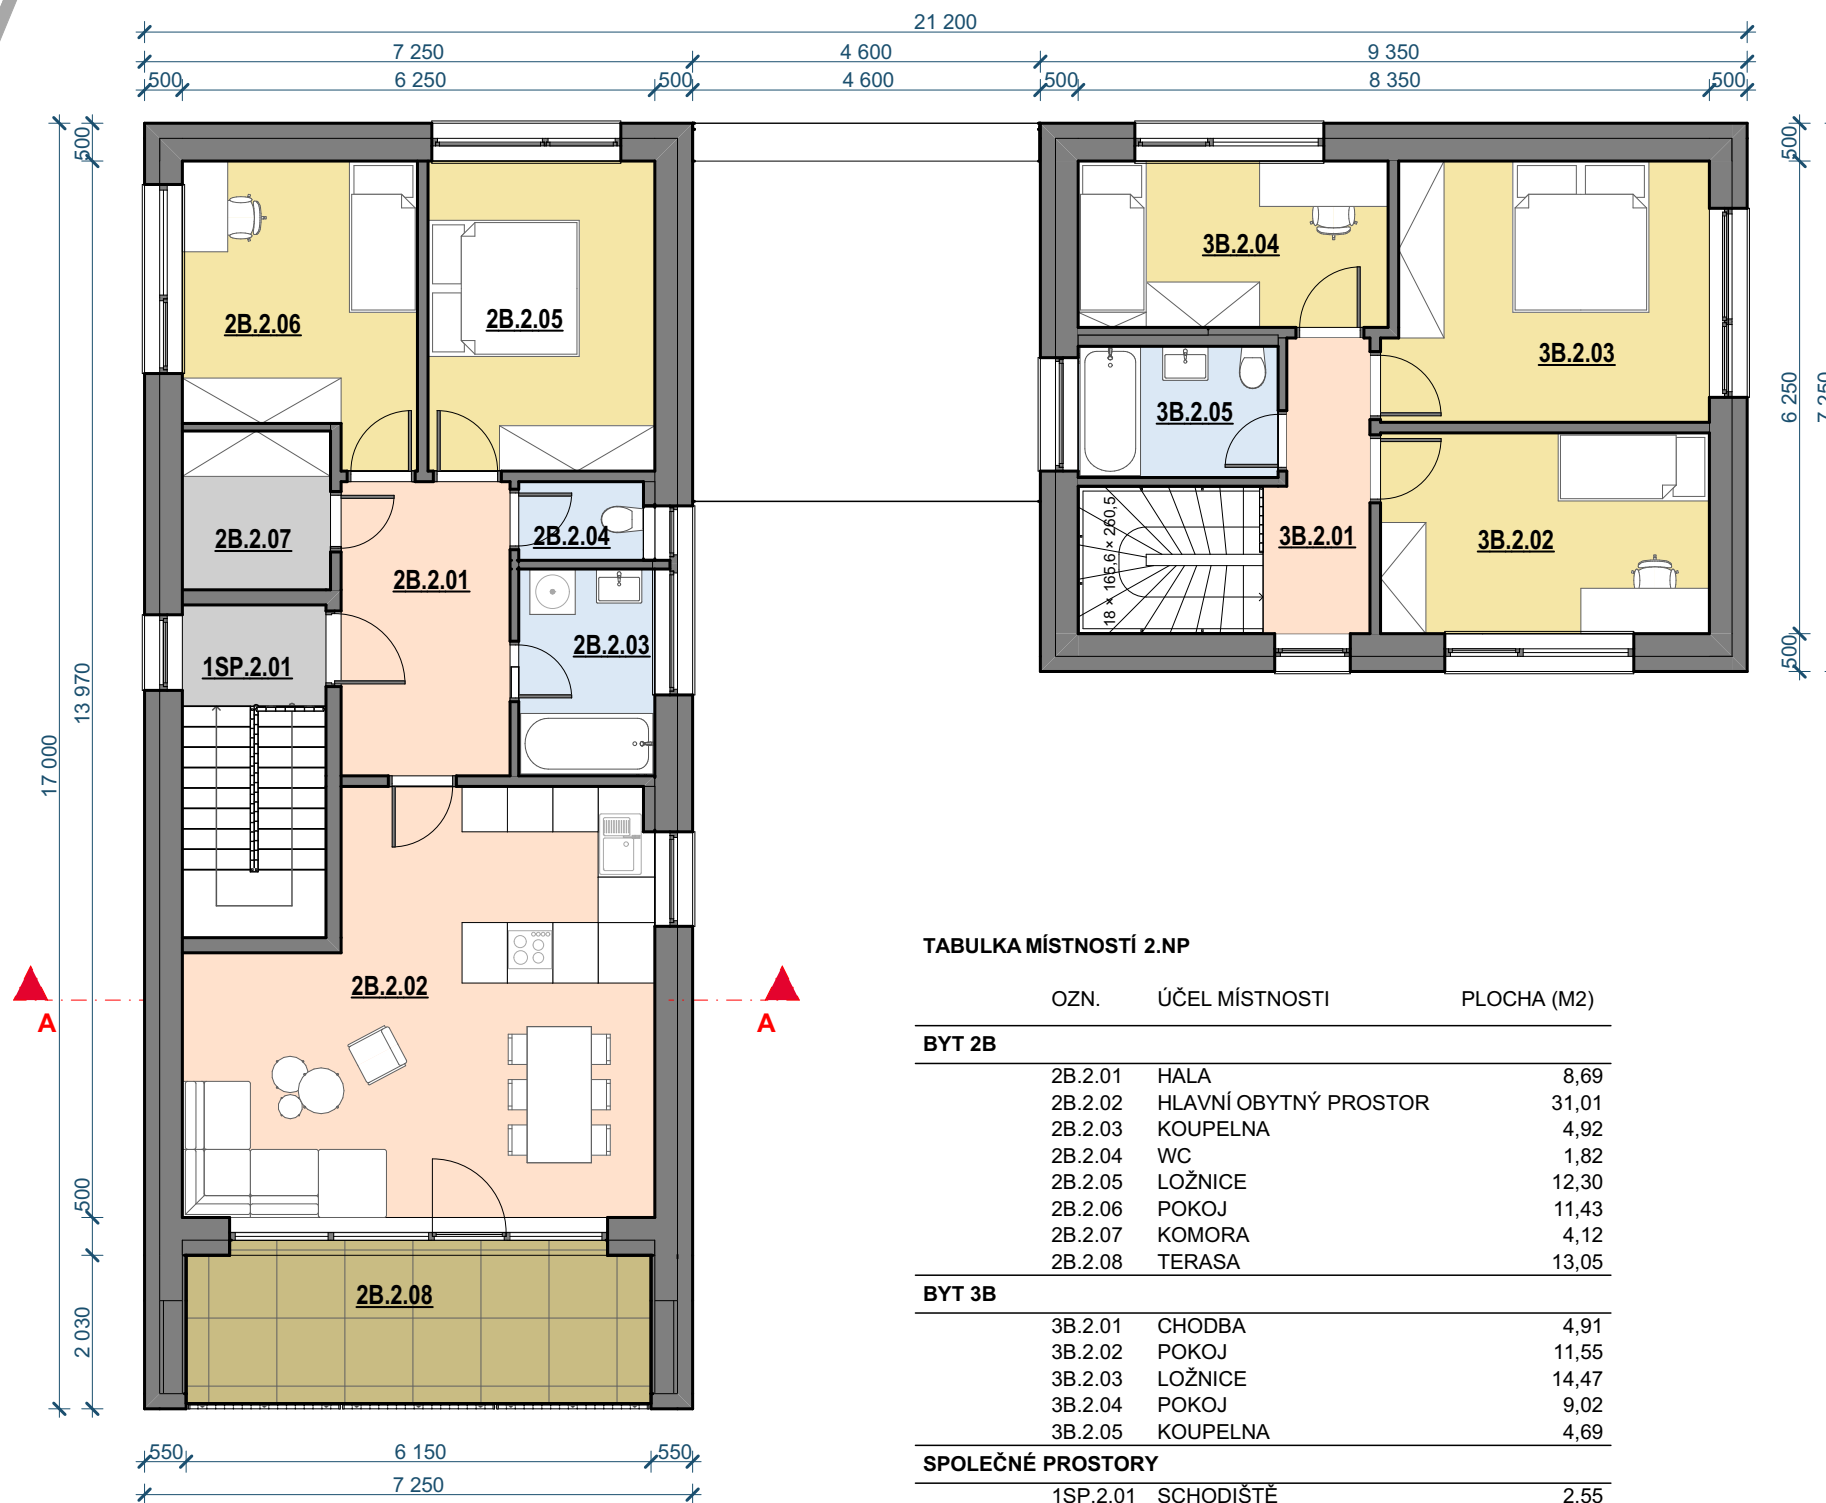 21 200
7 250 4 600 9 350
500 6 250 500 4 600 500 8 350 500
500
500
2B.2.06
2B.2.05
3B.2.04
3B.2.03
3B.2.05
6 250
2B.2.07
2B.2.04
2B.2.01
3B.2.01
3B.2.02
18 × 165,6 × 260,5
2B.2.03
1SP.2.01
500
13 970
17 000
2B.2.02
A A
500
2B.2.08
2 030
550 6 150 550
7 250
TABULKA MÍSTNOSTÍ 2.NP
OZN. ÚČEL MÍSTNOSTI PLOCHA (M2)
BYT 2B
2B.2.01 HALA 8,69
2B.2.02 HLAVNÍ OBYTNÝ PROSTOR 31,01
2B.2.03 KOUPELNA 4,92
2B.2.04 WC 1,82
2B.2.05 LOŽNICE 12,30
2B.2.06 POKOJ 11,43
2B.2.07 KOMORA 4,12
2B.2.08 TERASA 13,05
BYT 3B
3B.2.01 CHODBA 4,91
3B.2.02 POKOJ 11,55
3B.2.03 LOŽNICE 14,47
3B.2.04 POKOJ 9,02
3B.2.05 KOUPELNA 4,69
SPOLEČNÉ PROSTORY
1SP.2.01 SCHODIŠTĚ 2,55